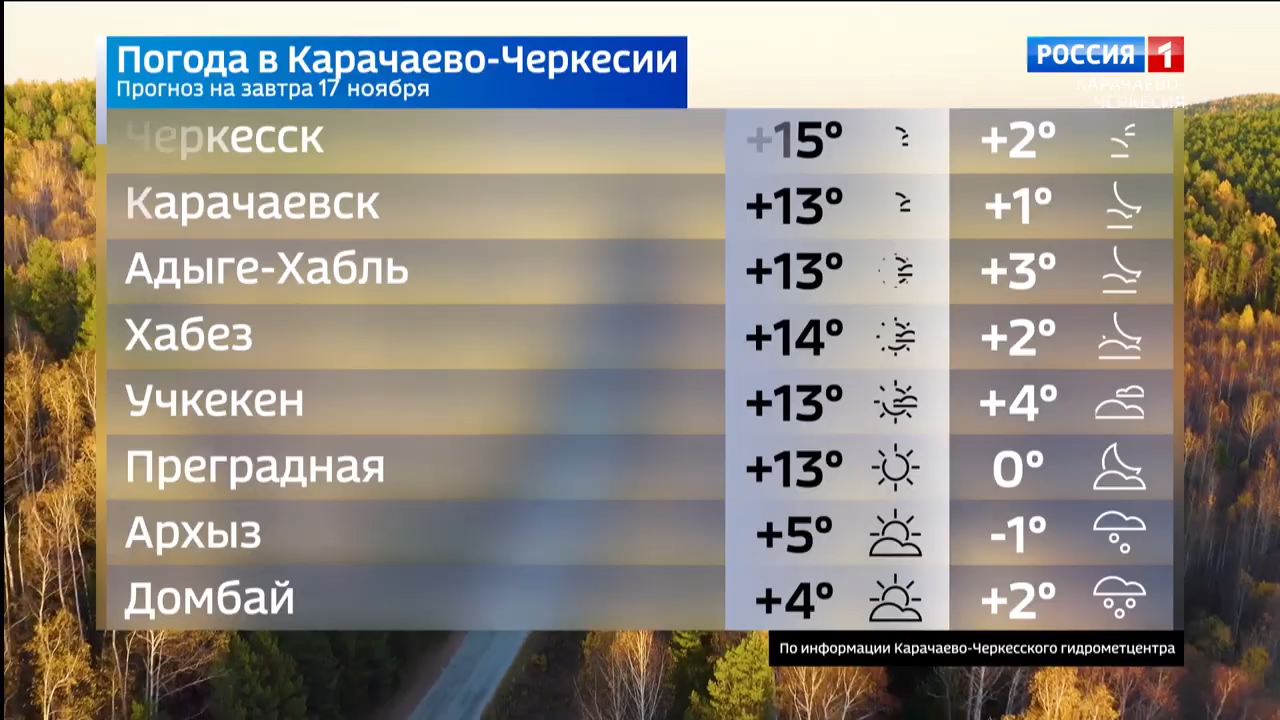 Погода в Карачаево-Черкесии
Прогноз на завтра 17 ноября
РОССИЯ 1
КАРАЧАЕВО-
ЧЕРКЕСИЯ
Черкесск +15° +2°
Карачаевск +13° +1°
Адыге-Хабль +13° +3°
Хабез +14° +2°
Учкекен +13° +4°
Преградная +13° 0°
Архыз +5° -1°
Домбай +4° +2°
По информации Карачаево-Черкесского гидрометцентра